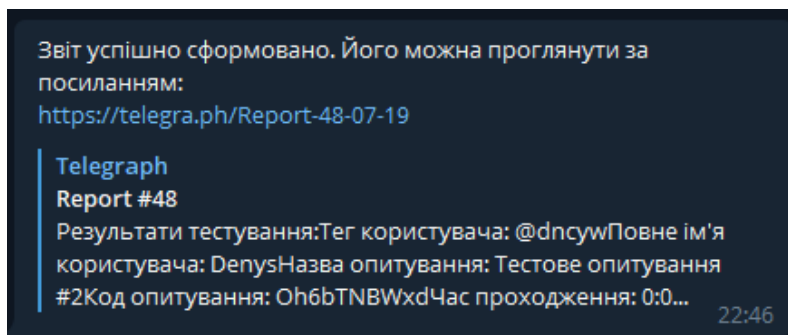 Звіт успішно сформовано. Його можна проглянути за
посиланням:
https://telegra.ph/Report-48-07-19
Telegraph
Report #48
Результати тестування:Тег користувача: @dncywПовне ім'я
користувача: DenysНазва опитування: Тестове опитування
#2Код опитування: Oh6bTNBWxdЧас проходження: 0:0...
22:46